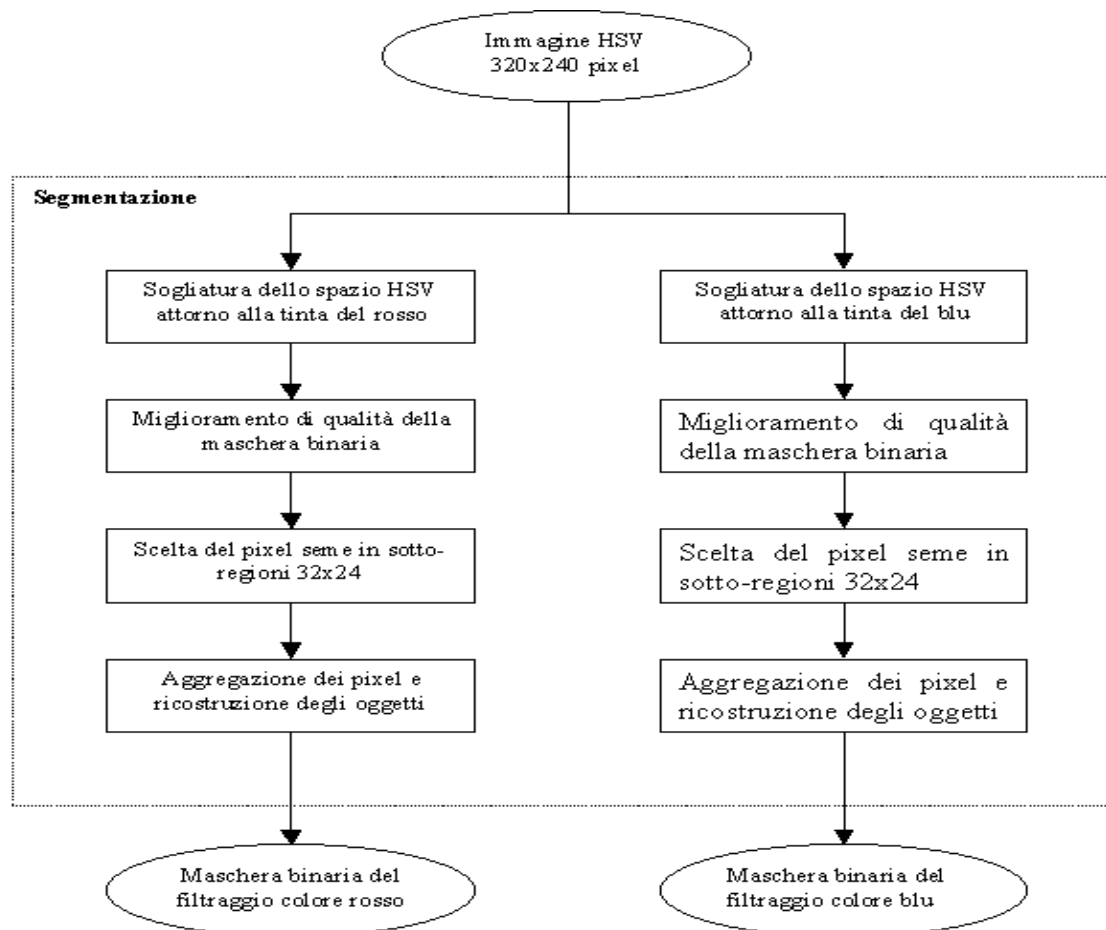 Immagine HSV
320x240 pixel
Segmentazione
Sogliatura dello spazio HSV
attorno alla tinta del rosso
Sogliatura dello spazio HSV
attorno alla tinta del blu
Miglioramento di qualità della
maschera binaria
Miglioramento di qualità
della maschera binaria
Scelta del pixel seme in sotto-
regioni 32x24
Scelta del pixel seme in
sotto-regioni 32x24
Aggregazione dei pixel e
ricostruzione degli oggetti
Aggregazione dei pixel e
ricostruzione degli oggetti
Maschera binaria del
filtraggio colore rosso
Maschera binaria del
filtraggio colore blu